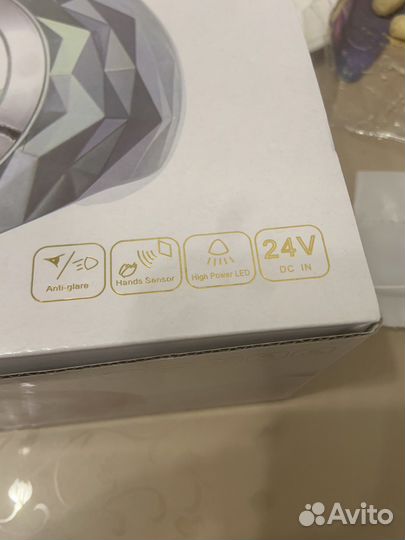 Anti-glare
Hands Sensor
High Power LED
24V
DC IN
Avito